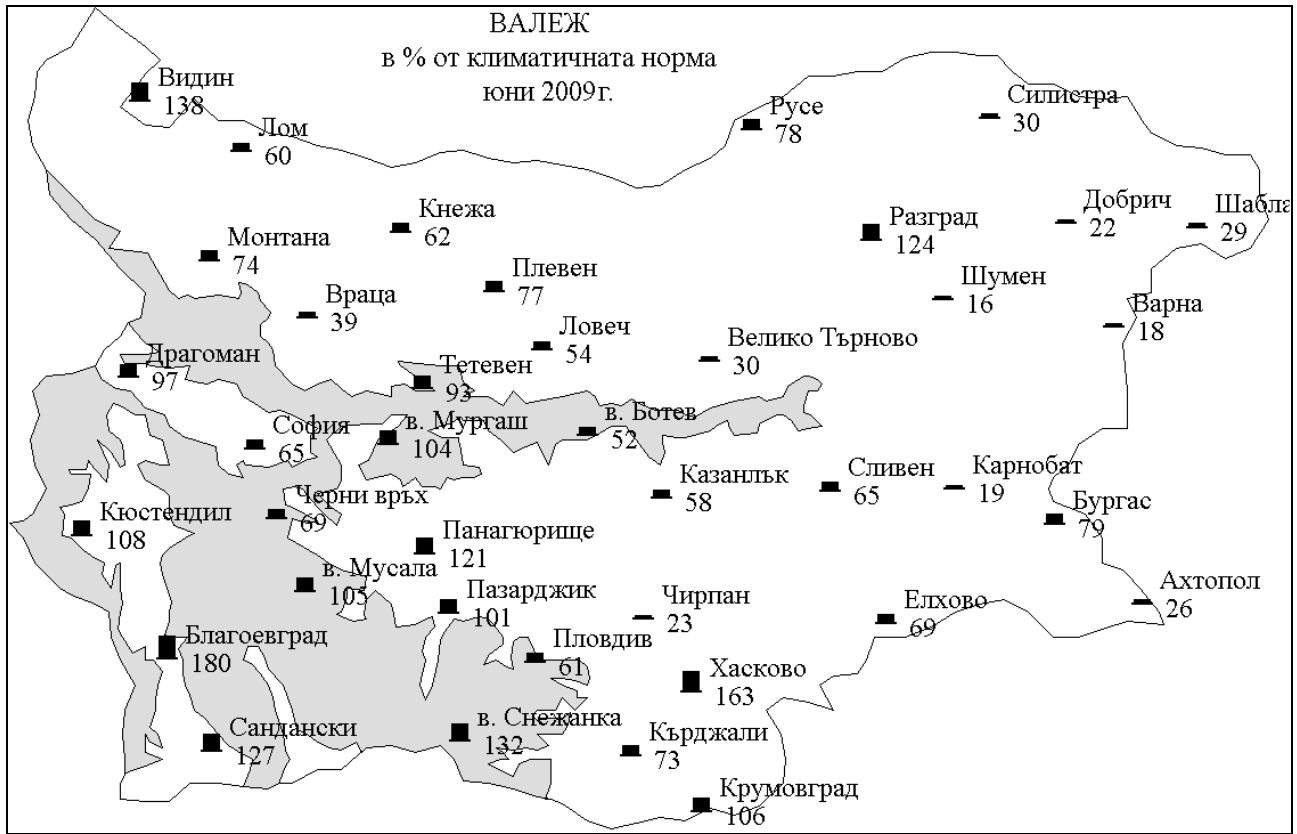 ВАЛЕЖ
в % от климатичната норма
юни 2009г.
Видин
138
Лом
60
Русе
78
Силистра
30
Кнежа
62
Монтана
74
Враца
39
Плевен
77
Ловеч
54
Разград
124
Добрич
22
Шабла
29
Шумен
16
Варна
18
Велико Търново
30
Драгоман
97
Тетевен
93
София
65
в. Мургаш
104
в. Ботев
52
Казанлък
58
Сливен
65
Карнобат
19
Бургас
79
Черни връх
69
Кюстендил
108
Панагюрище
121
в. Мусала
105
Пазарджик
101
Чирпан
23
Елхово
69
Ахтопол
26
Благоевград
180
Пловдив
61
Хасково
163
Сандански
127
в. Снежанка
132
Кърджали
73
Крумовград
106